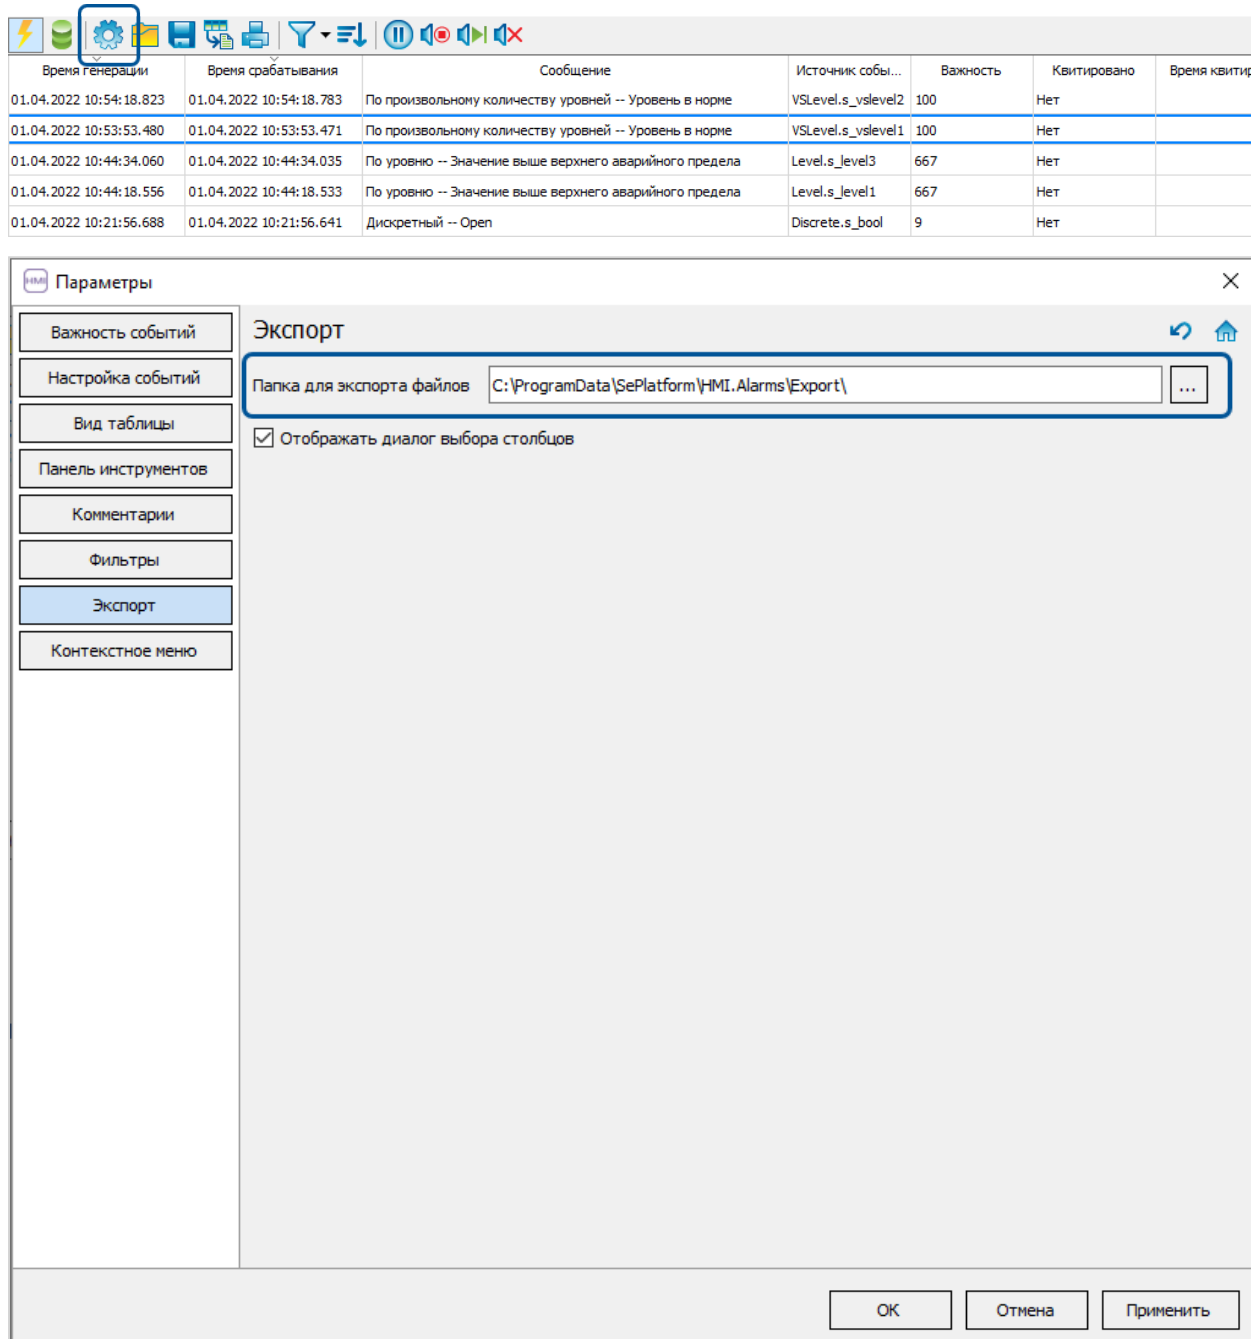 Время генерации Время срабатывания Сообщение Источник собы... Важность Квитировано Время квитир
01.04.2022 10:54:18.823 01.04.2022 10:54:18.783 По произвольному количеству уровней -- Уровень в норме VSLevel.s_vslevel2 100 Нет
01.04.2022 10:53:53.480 01.04.2022 10:53:53.471 По произвольному количеству уровней -- Уровень в норме VSLevel.s_vslevel1 100 Нет
01.04.2022 10:44:34.060 01.04.2022 10:44:34.035 По уровню -- Значение выше верхнего аварийного предела Level.s_level3 667 Нет
01.04.2022 10:44:18.556 01.04.2022 10:44:18.533 По уровню -- Значение выше верхнего аварийного предела Level.s_level1 667 Нет
01.04.2022 10:21:56.688 01.04.2022 10:21:56.641 Дискретный -- Open Discrete.s_bool 9 Нет
HMI Параметры
Важность событий
Настройка событий
Вид таблицы
Панель инструментов
Комментарии
Фильтры
Экспорт
Контекстное меню
Экспорт
Папка для экспорта файлов C:\ProgramData\SePlatform\HMI.Alarms\Export\ ...
Отображать диалог выбора столбцов
ОК Отмена Применить